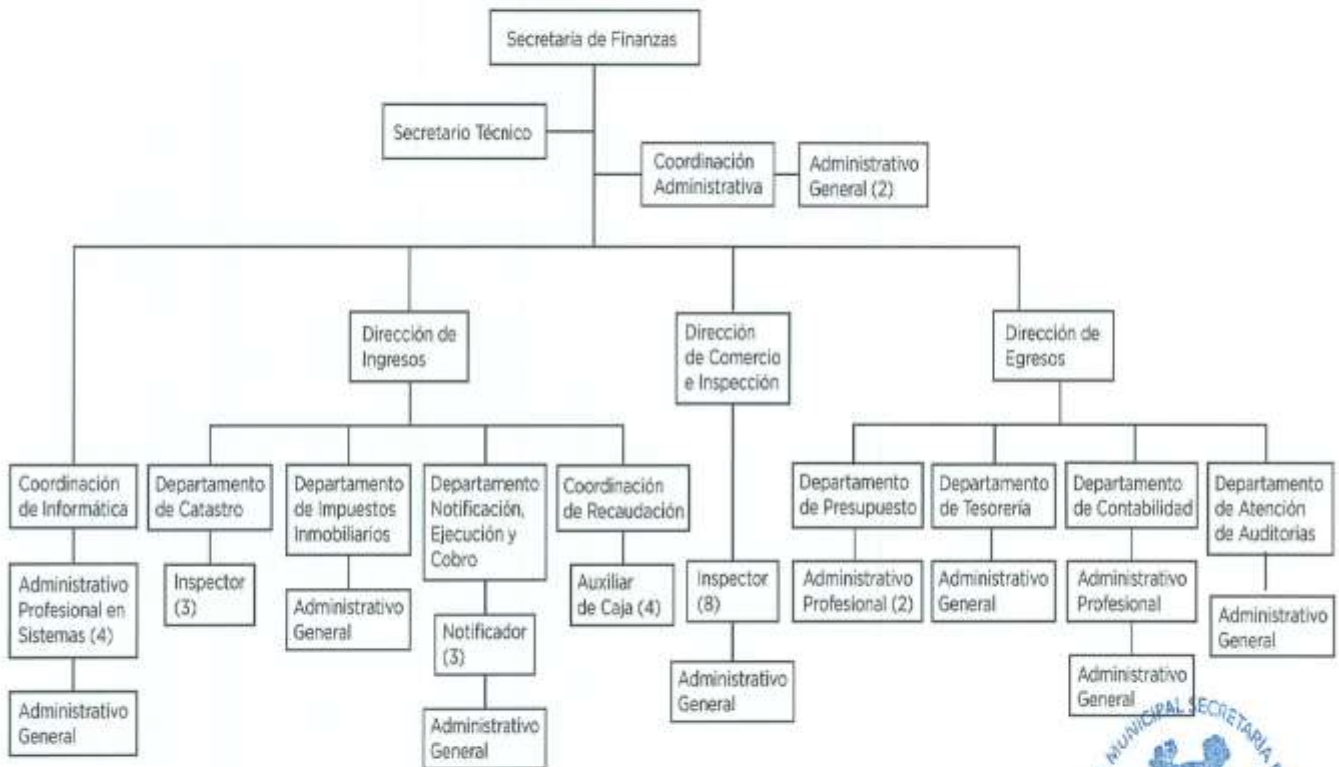 Secretaria de Finanzas
Secretario Técnico
Coordinación
Administrativa
Administrativo
General (2)
Dirección de
Ingresos
Dirección
de Comercio
e Inspección
Dirección de
Egresos
Coordinación
de Informática
Departamento
de Catastro
Departamento
de Impuestos
Inmobiliarios
Departamento
Notificación,
Ejecución y
Cobro
Coordinación
de Recaudación
Departamento
de Presupuesto
Departamento
de Tesorería
Departamento
de Contabilidad
Departamento
de Atención
de Auditorias
Administrativo
Profesional en
Sistemas (4)
Inspector
(3)
Administrativo
General
Notificador
(3)
Auxiliar
de Caja (4)
Inspector
(8)
Administrativo
Profesional (2)
Administrativo
General
Administrativo
Profesional
Administrativo
General
Administrativo
General
Administrativo
General
Administrativo
General
Administrativo
General
MUNICIPAL SECRETARÍA